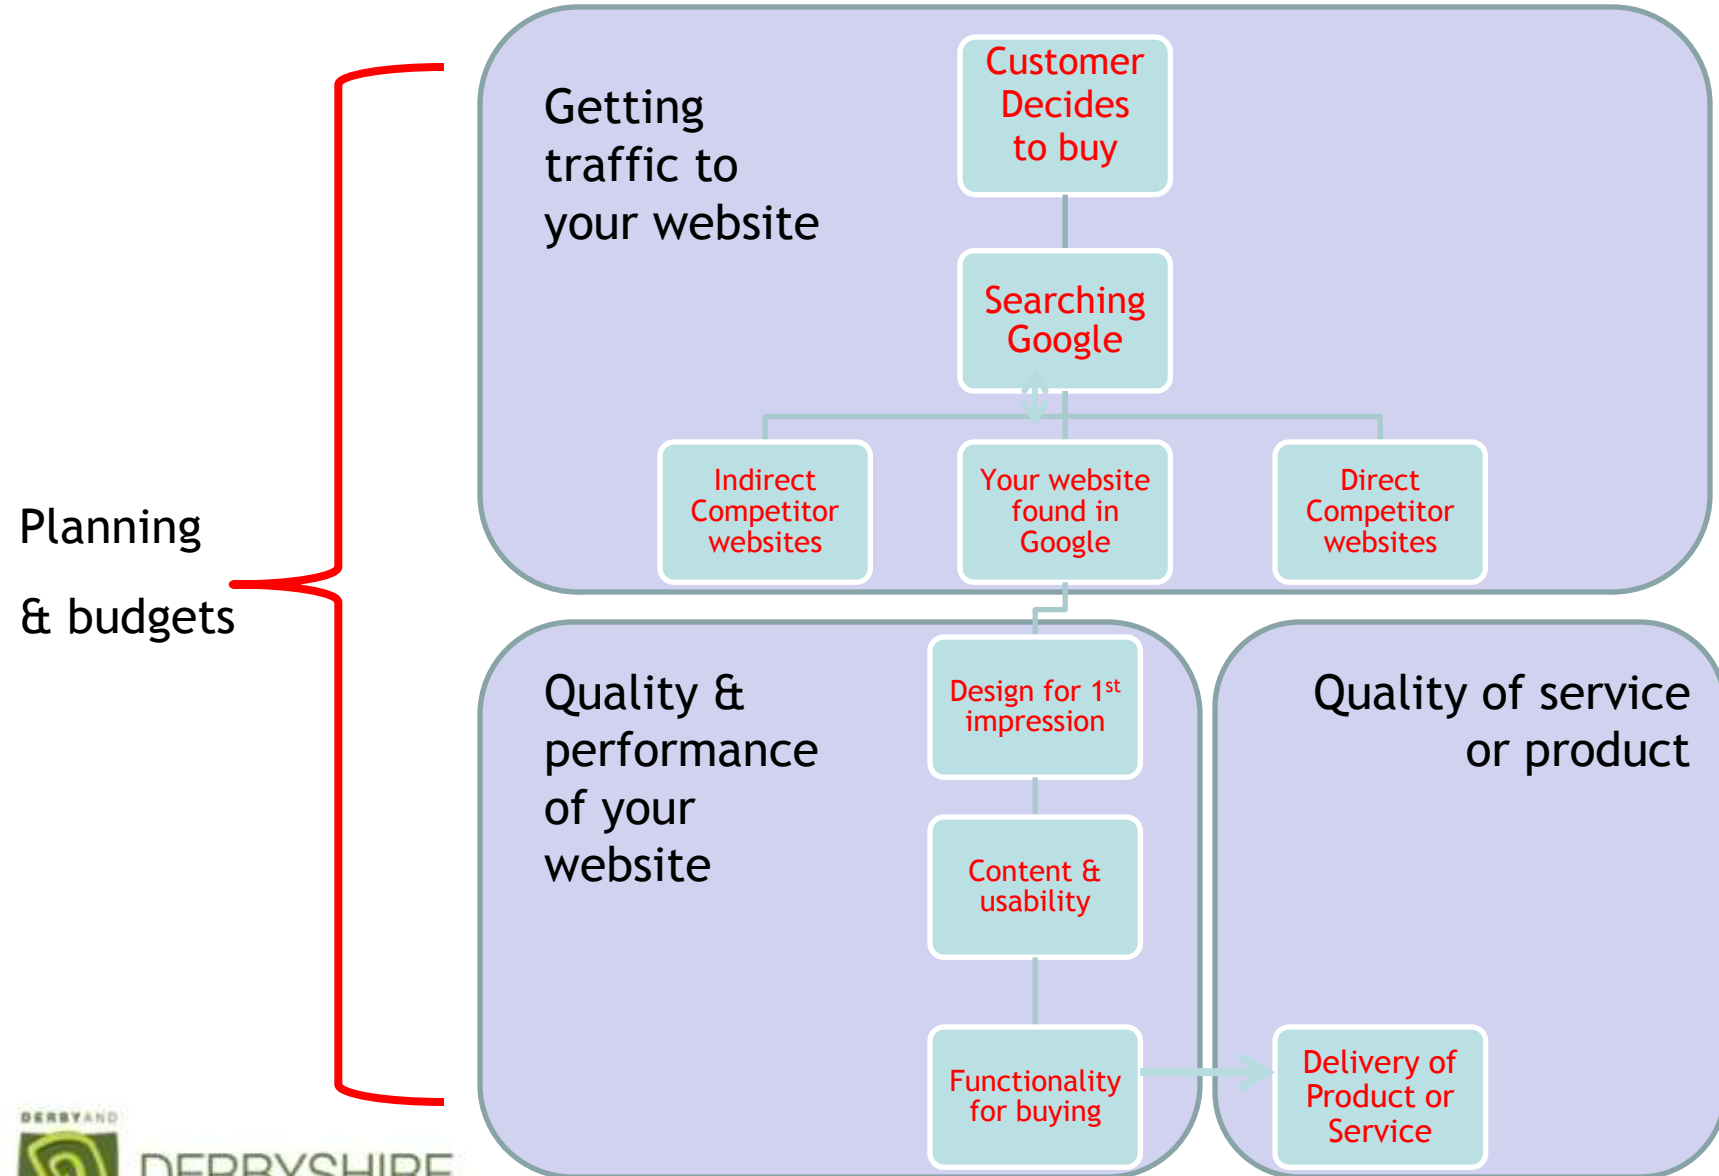 Customer
Decides
to buy
Getting
traffic to
your website
Searching
Google
Indirect
Competitor
websites
Your website
found in
Google
Direct
Competitor
websites
Planning
& budgets
Quality &
performance
of your
website
Design for 1st
impression
Content &
usability
Functionality
for buying
Quality of service
or product
Delivery of
Product or
Service
DERBY AND
DERBYSHIRE